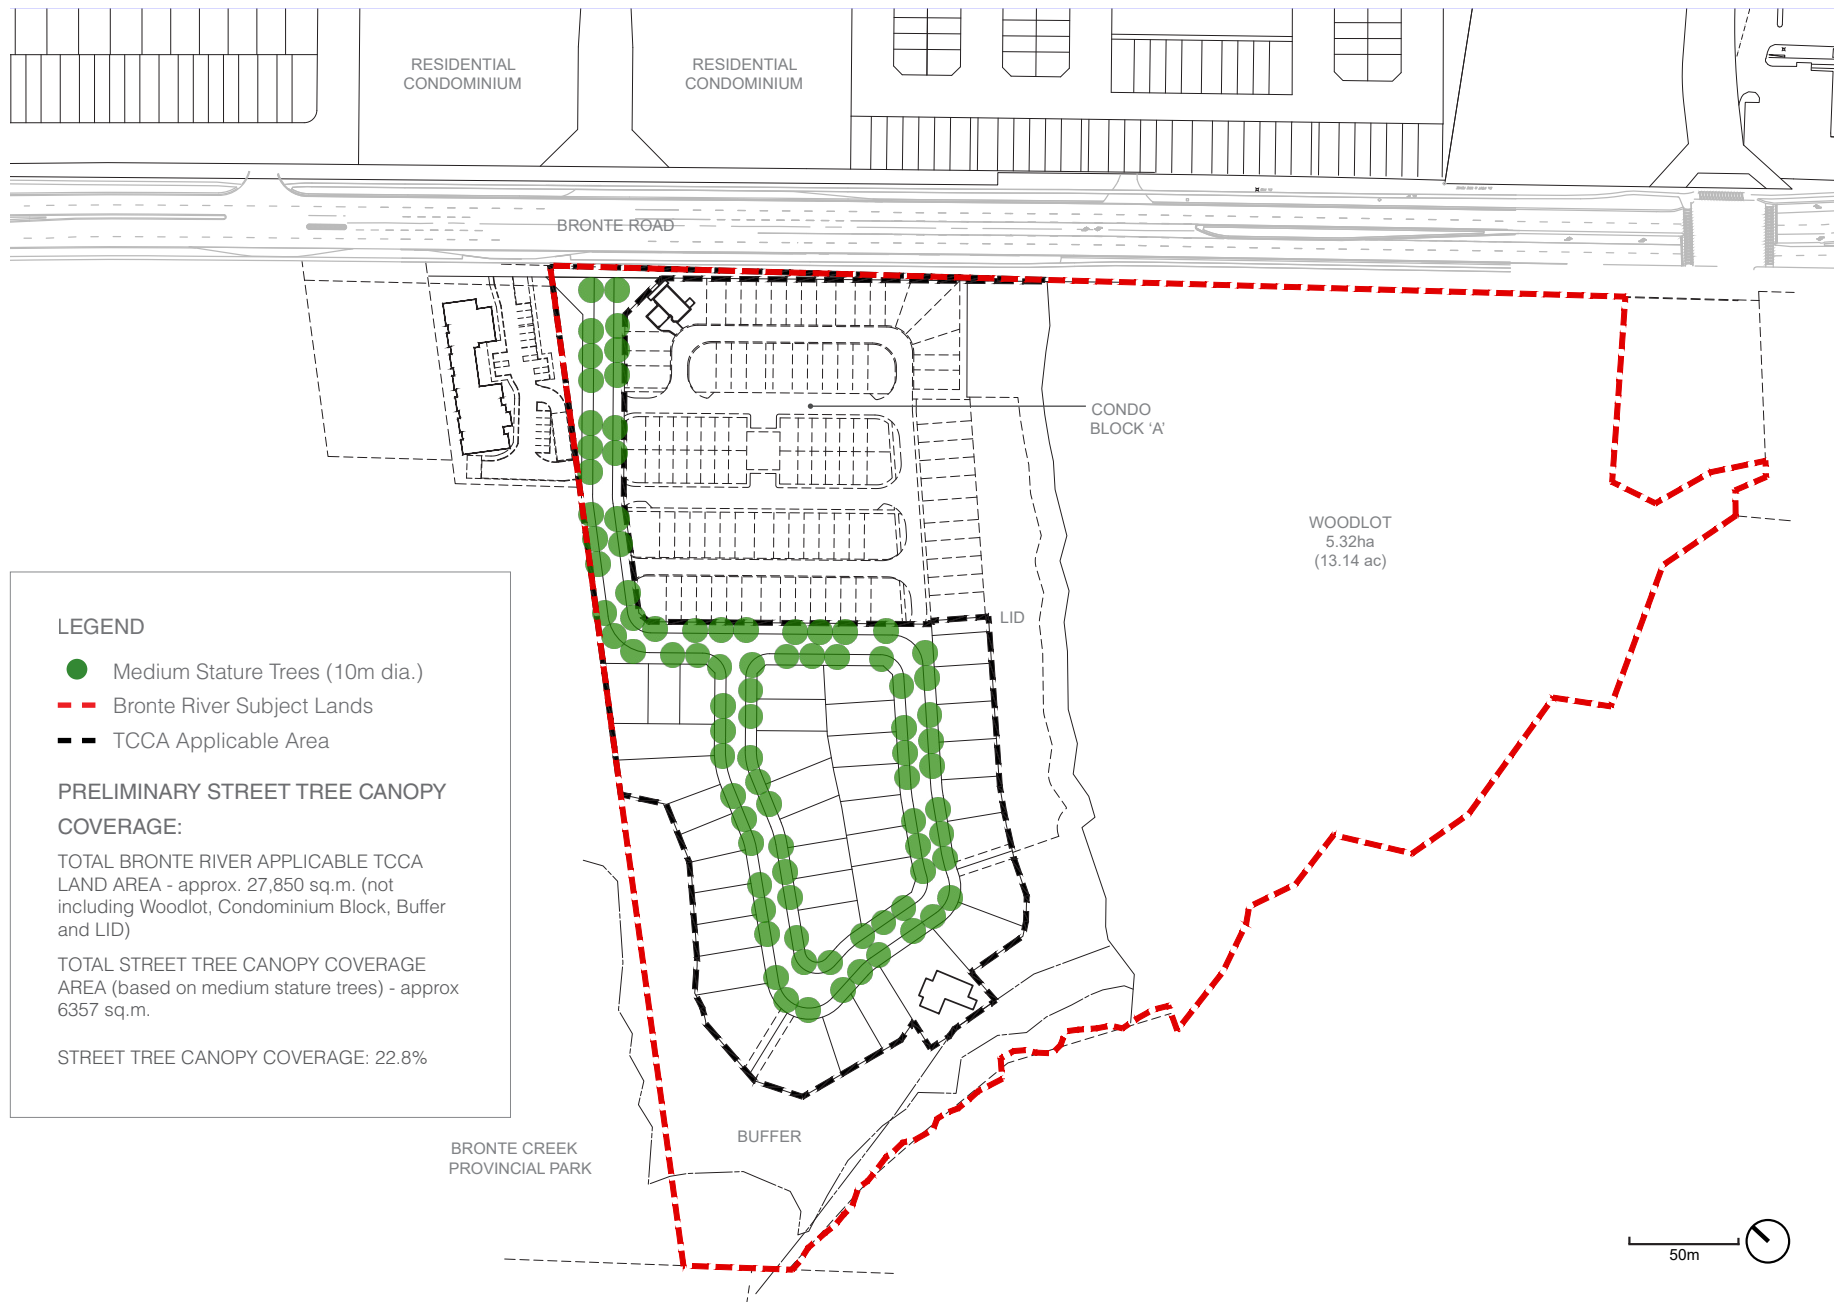 RESIDENTIAL
CONDOMINIUM
RESIDENTIAL
CONDOMINIUM
BRONTE ROAD
CONDO
BLOCK ‘A’
WOODLOT
5.32ha
(13.14 ac)
LID
LEGEND
Medium Stature Trees (10m dia.)
Bronte River Subject Lands
TCCA Applicable Area
PRELIMINARY STREET TREE CANOPY
COVERAGE:
TOTAL BRONTE RIVER APPLICABLE TCCA
LAND AREA - approx. 27,850 sq.m. (not
including Woodlot, Condominium Block, Buffer
and LID)
TOTAL STREET TREE CANOPY COVERAGE
AREA (based on medium stature trees) - approx
6357 sq.m.
STREET TREE CANOPY COVERAGE: 22.8%
BUFFER
BRONTE CREEK
PROVINCIAL PARK
50m